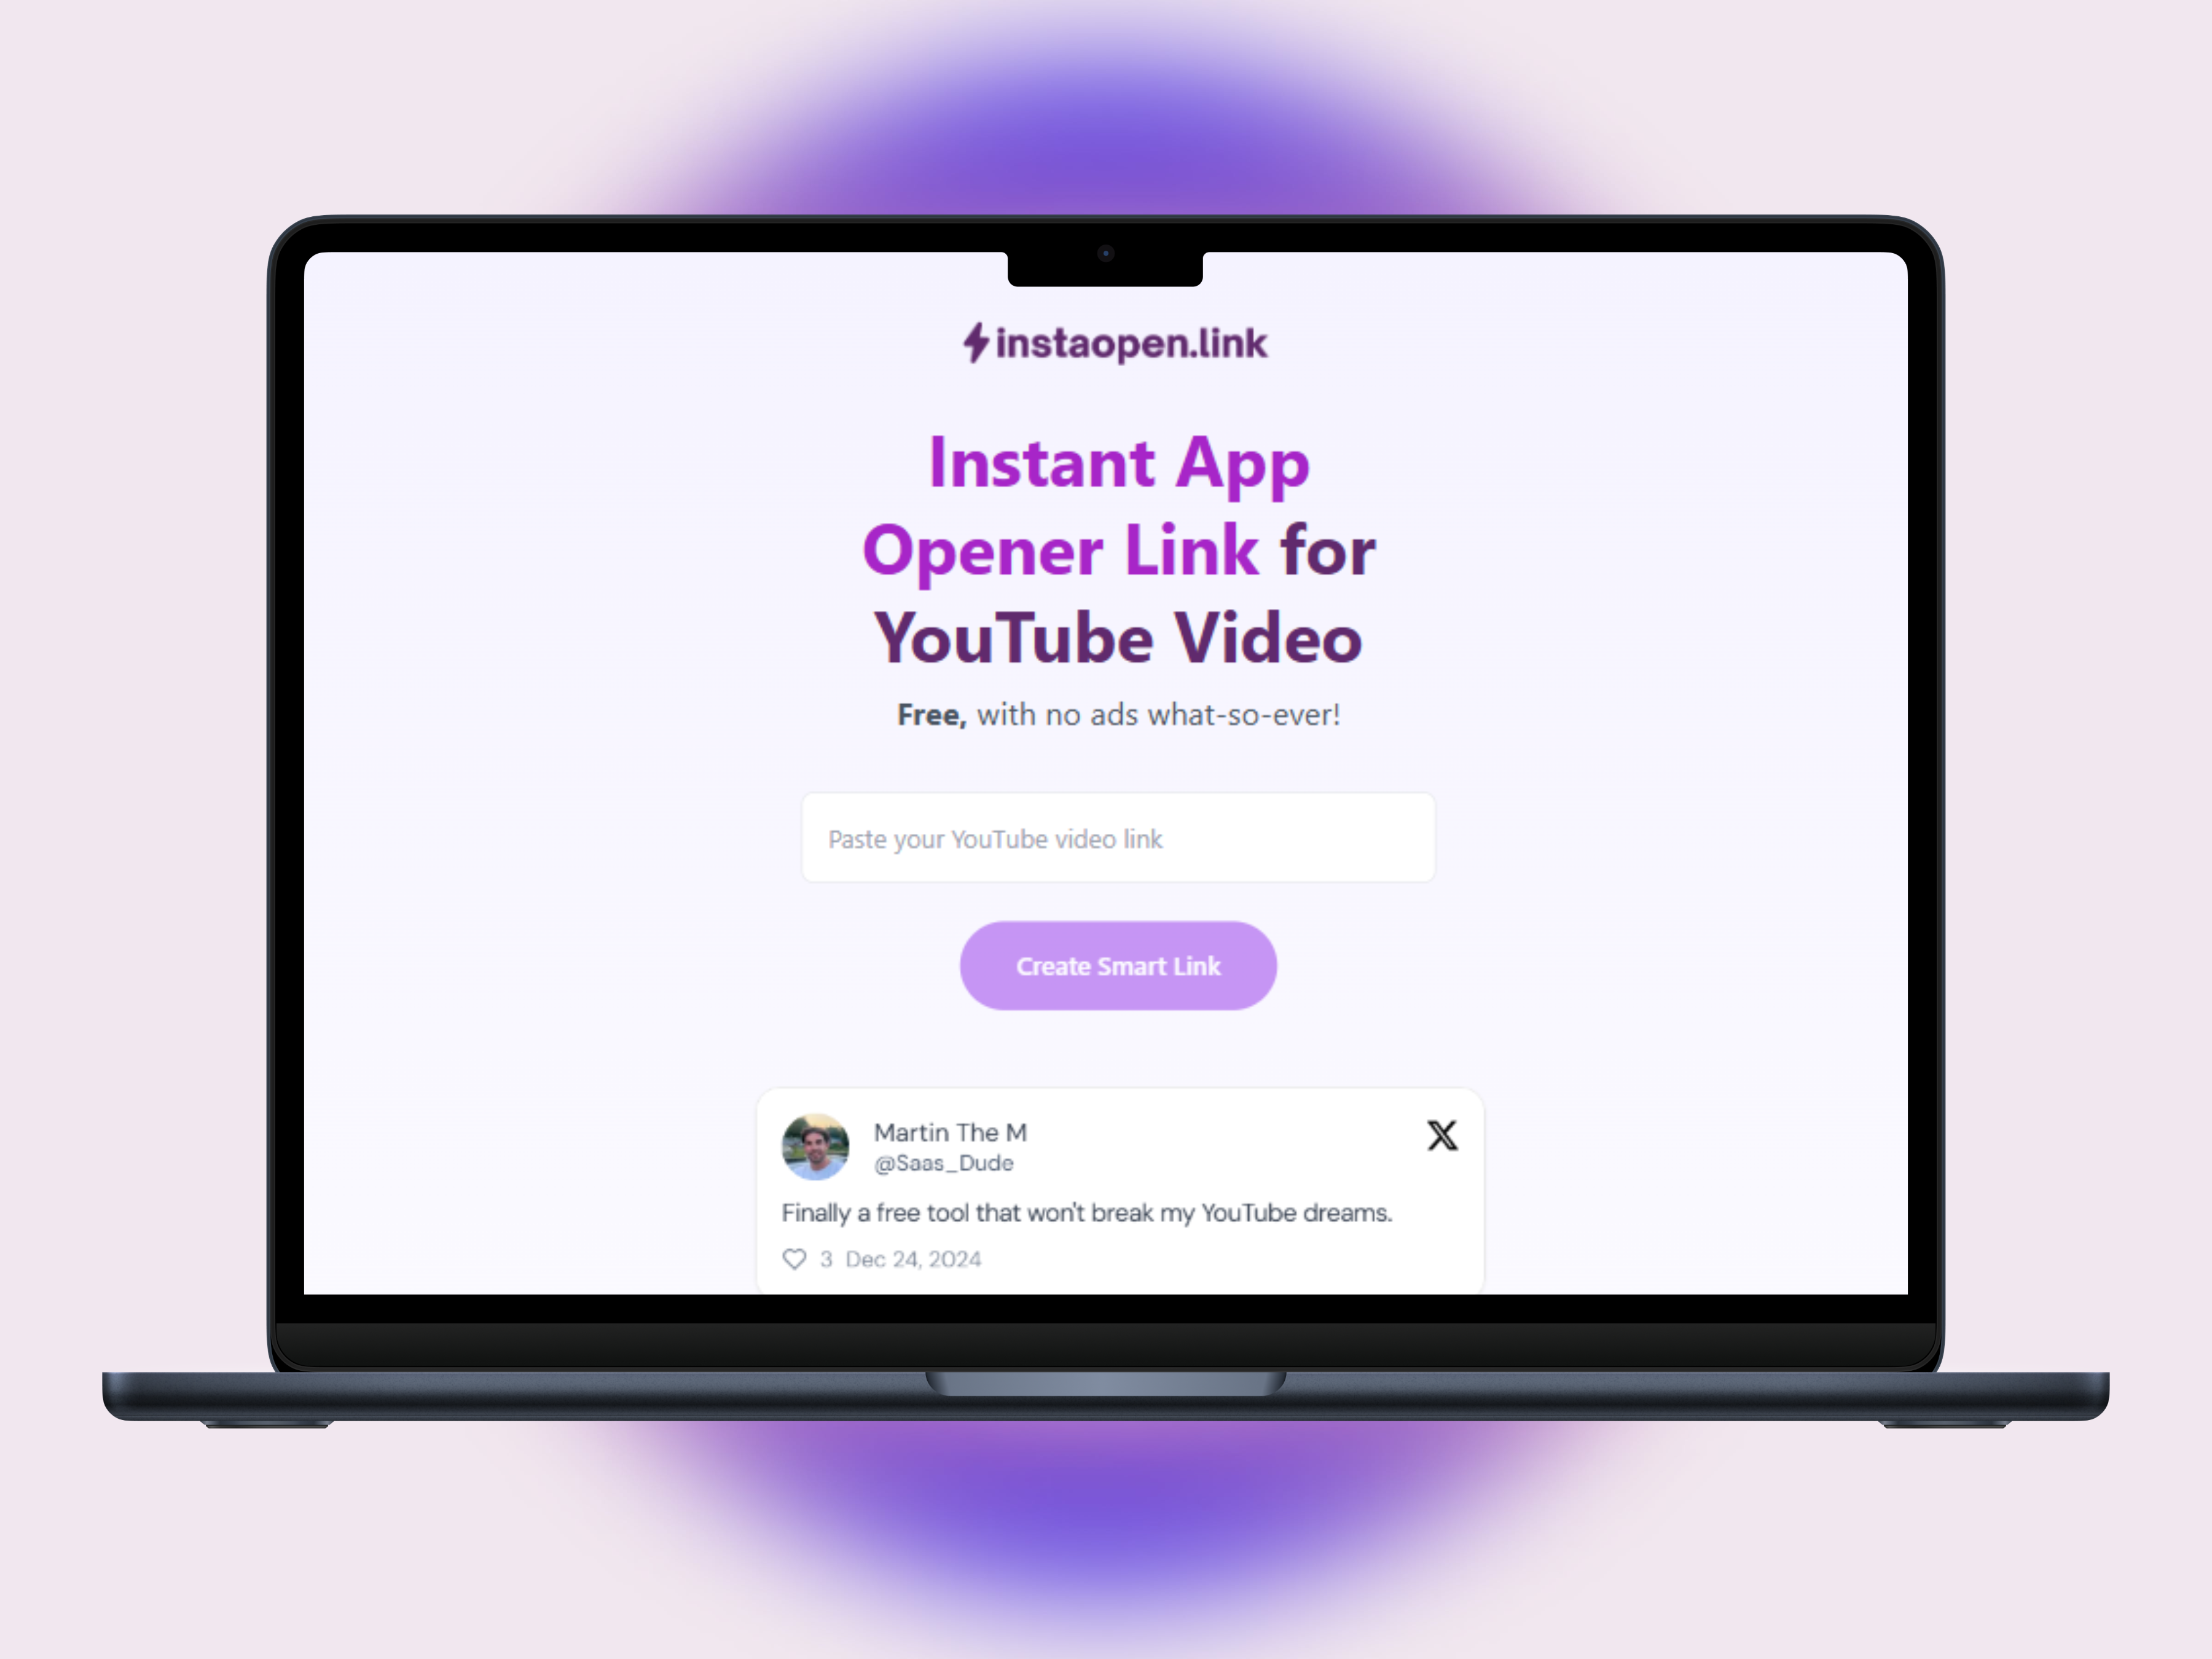 instaopen.link
Instant App
Opener Link for
YouTube Video
Free, with no ads what-so-ever!
Paste your YouTube video link
Create Smart Link
Martin The M
@Saas_Dude
Finally a free tool that won't break my YouTube dreams.
3 Dec 24, 2024